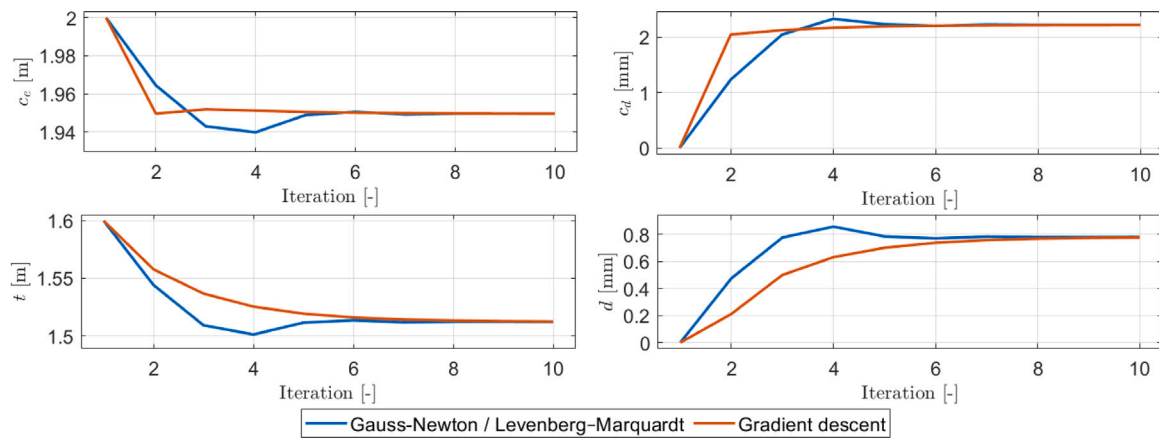 2
1.98
1.96
1.94
c_e [m]
2 4 6 8 10
Iteration [-]
2
1
0
c_d [mm]
2 4 6 8 10
Iteration [-]
1.6
1.55
1.5
t [m]
2 4 6 8 10
Iteration [-]
0.8
0.6
0.4
0.2
0
d [mm]
2 4 6 8 10
Iteration [-]
Gauss-Newton / Levenberg–Marquardt Gradient descent